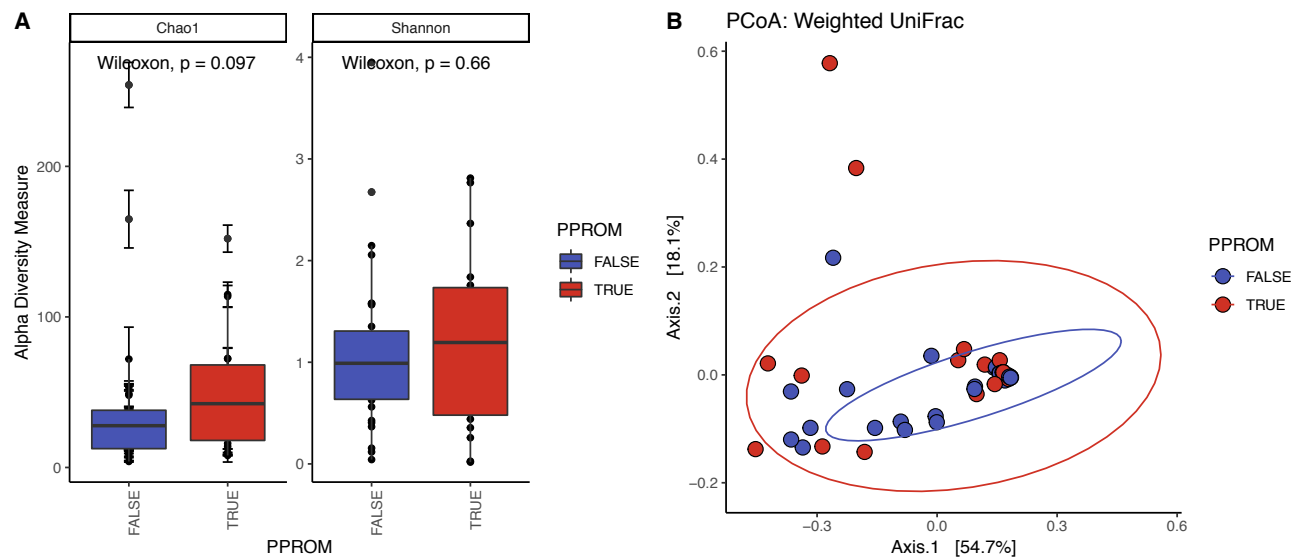 A
Chao1
Shannon
Wilcoxon, p = 0.097
Wilcoxon, p = 0.66
Alpha Diversity Measure
200
100
0
4
3
2
1
0
FALSE
TRUE
FALSE
TRUE
PPROM
PPROM
FALSE
TRUE
B
PCoA: Weighted UniFrac
Axis.2 [18.1%]
0.6
0.4
0.2
0.0
−0.2
−0.3
0.0
0.3
0.6
Axis.1 [54.7%]
PPROM
FALSE
TRUE